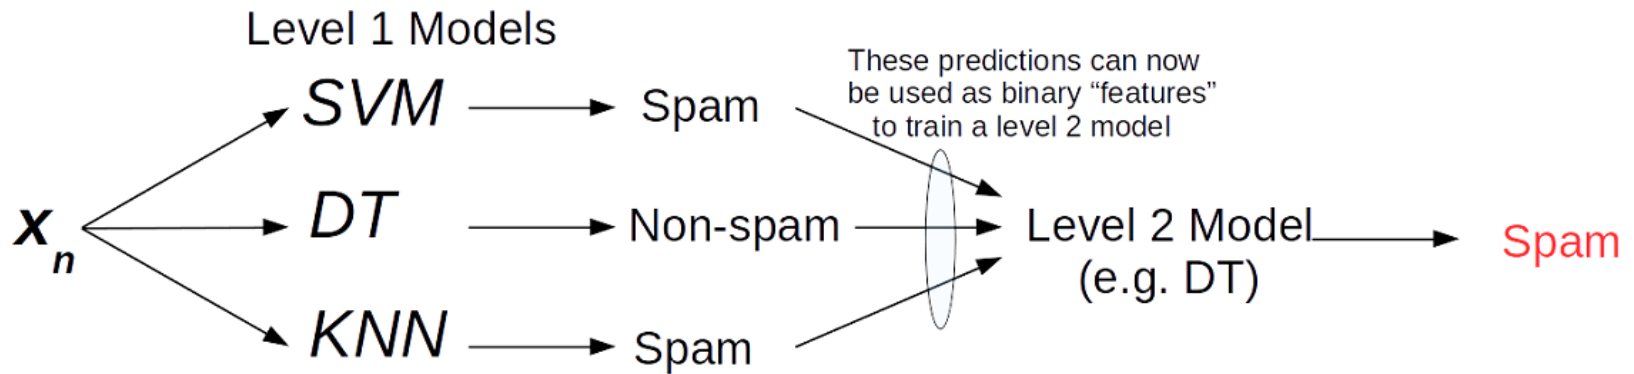 Level 1 Models
These predictions can now
be used as binary “features”
to train a level 2 model
SVM
Spam
x_n
DT
Non-spam
Level 2 Model
(e.g. DT)
Spam
KNN
Spam